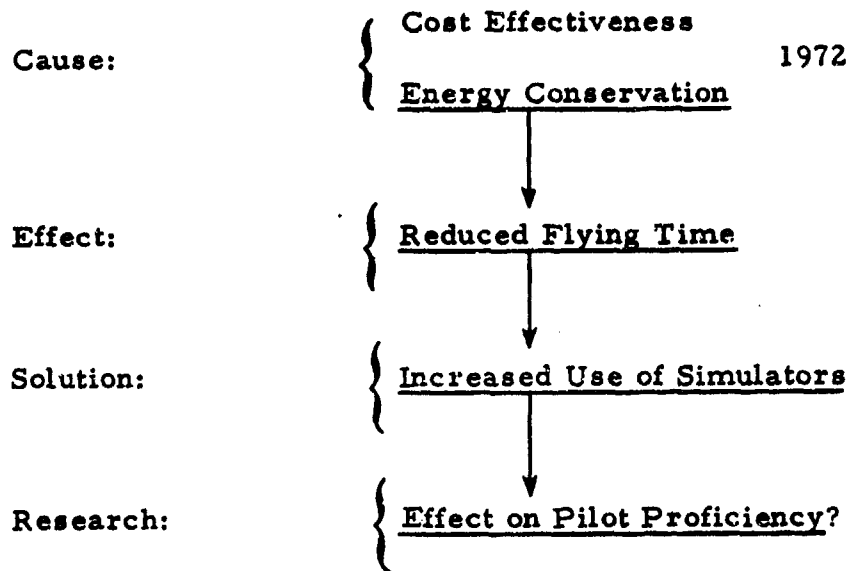 Cost Effectiveness
Cause: 1972
Energy Conservation
Effect: Reduced Flying Time
Solution: Increased Use of Simulators
Research: Effect on Pilot Proficiency?